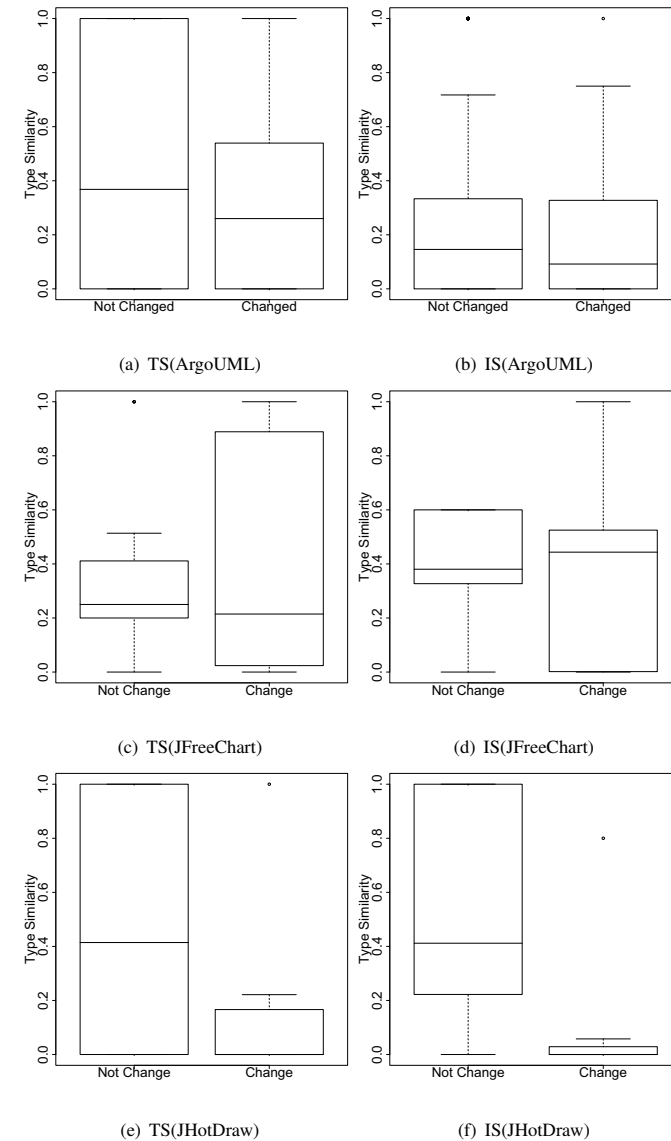 Type Similarity
0.0 0.2 0.4 0.6 0.8 1.0
Not Changed Changed
Type Similarity
0.0 0.2 0.4 0.6 0.8 1.0
Not Changed Changed
(a) TS(ArgoUML)
(b) IS(ArgoUML)
Type Similarity
0.0 0.2 0.4 0.6 0.8 1.0
Not Change Change
Type Similarity
0.0 0.2 0.4 0.6 0.8 1.0
Not Change Change
(c) TS(JFreeChart)
(d) IS(JFreeChart)
Type Similarity
0.0 0.2 0.4 0.6 0.8 1.0
Not Change Change
Type Similarity
0.0 0.2 0.4 0.6 0.8 1.0
Not Change Change
(e) TS(JHotDraw)
(f) IS(JHotDraw)